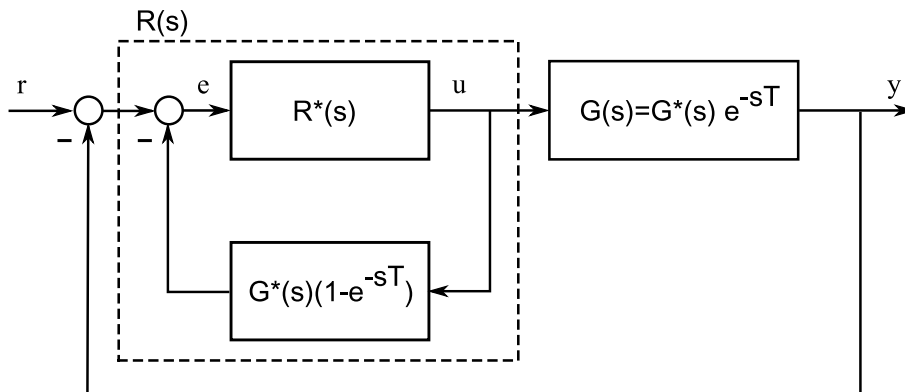 R(s)
r
e
R*(s)
u
G(s)=G*(s) e^-sT
y
-
-
G*(s)(1-e^-sT)